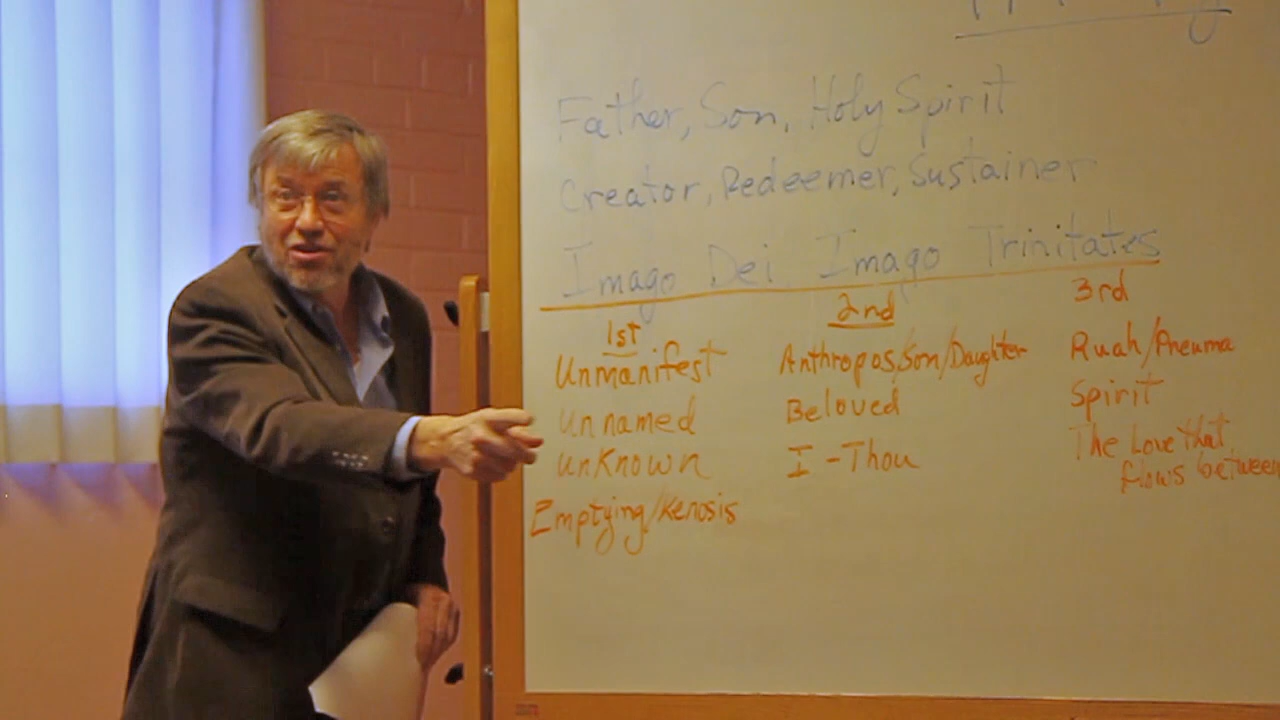 Father, Son, Holy Spirit
Creator, Redeemer, Sustainer
Imago Dei Imago Trinitates
1st
Unmanifest
Unnamed
Unknown
Emptying/Kenosis
2nd
Anthropos/Son/Daughter
Beloved
I-Thou
3rd
Ruah/Pneuma
Spirit
The Love that
flows between